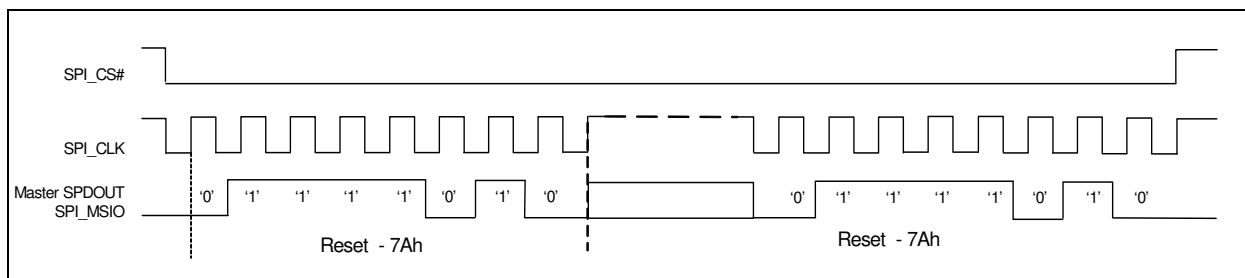 SPI_CS#
SPI_CLK
Master SPDOUT
SPI_MSIO
‘0’ ‘1’ ‘1’ ‘1’ ‘1’ ‘0’ ‘1’ ‘0’
‘0’ ‘1’ ‘1’ ‘1’ ‘1’ ‘0’ ‘1’ ‘0’
Reset - 7Ah
Reset - 7Ah